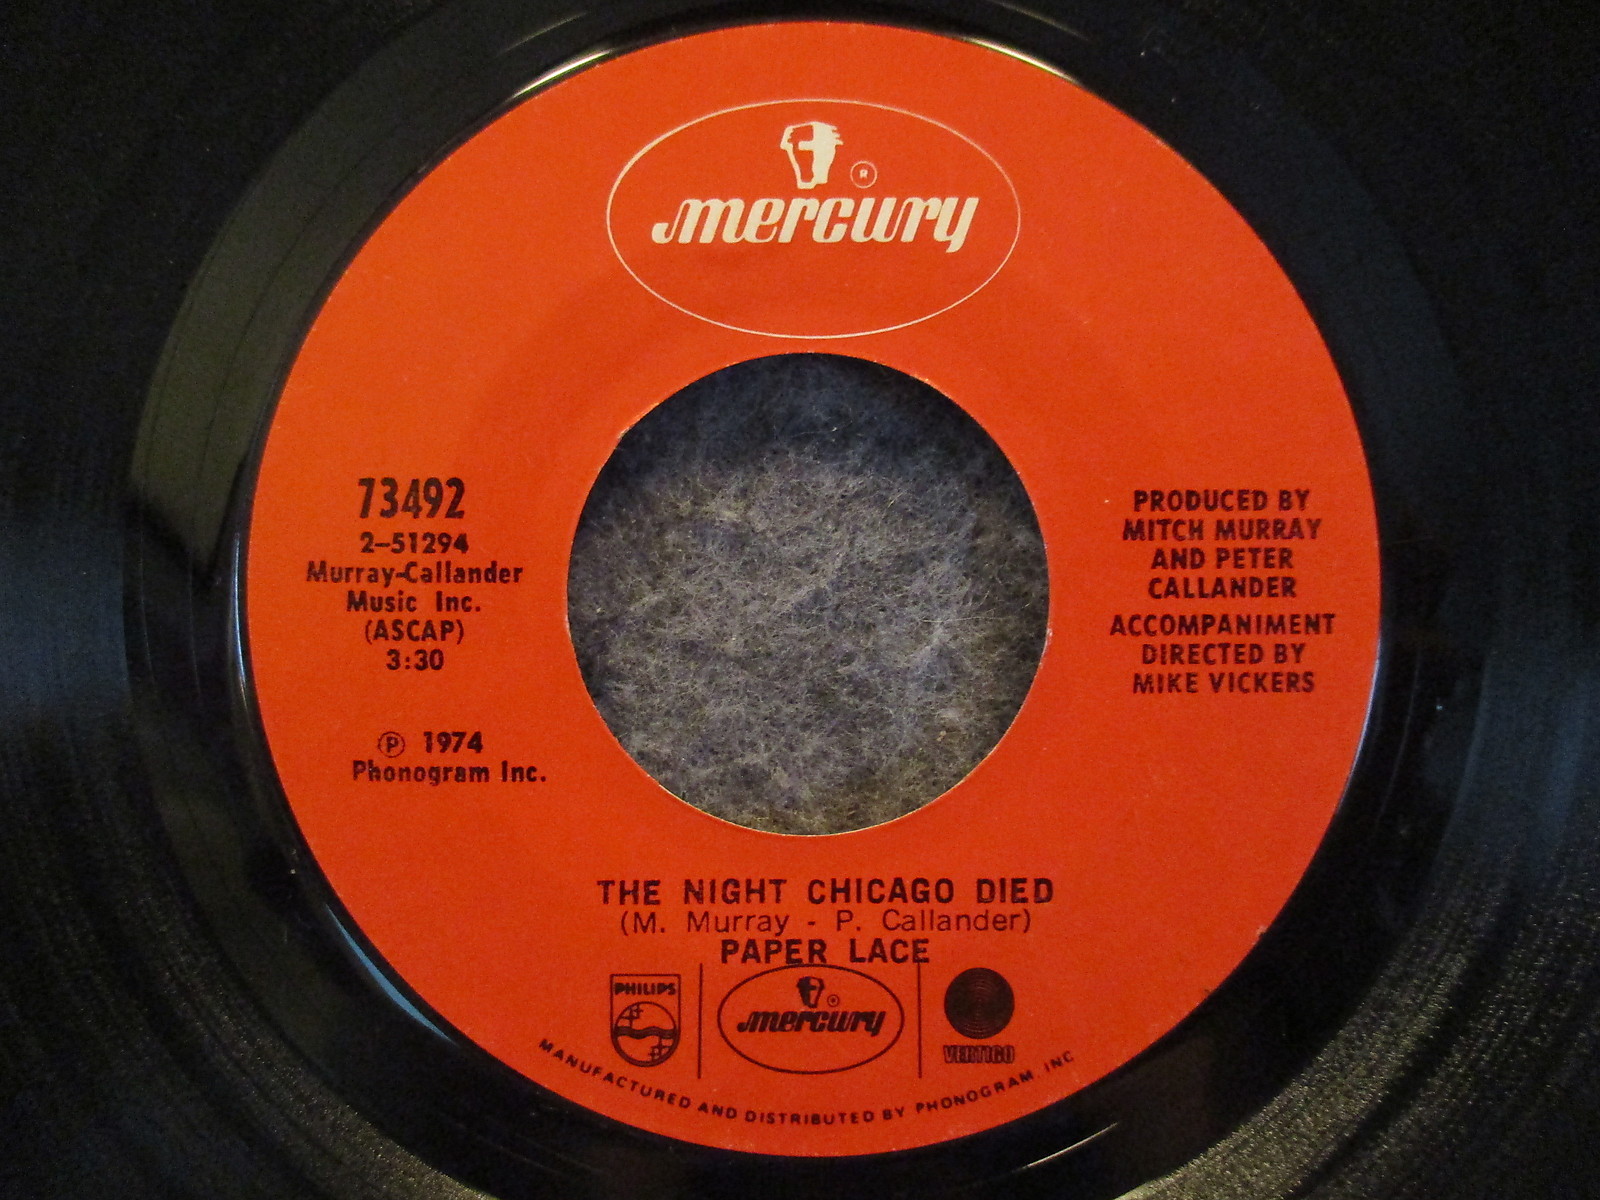 ®
mercury
73492
2-51294
Murray-Callander
Music Inc.
(ASCAP)
3:30
℗ 1974
Phonogram Inc.
PRODUCED BY
MITCH MURRAY
AND PETER
CALLANDER
ACCOMPANIMENT
DIRECTED BY
MIKE VICKERS
THE NIGHT CHICAGO DIED
(M. Murray - P. Callander)
PAPER LACE
PHILIPS
®
mercury
VERTIGO
MANUFACTURED AND DISTRIBUTED BY PHONOGRAM, INC